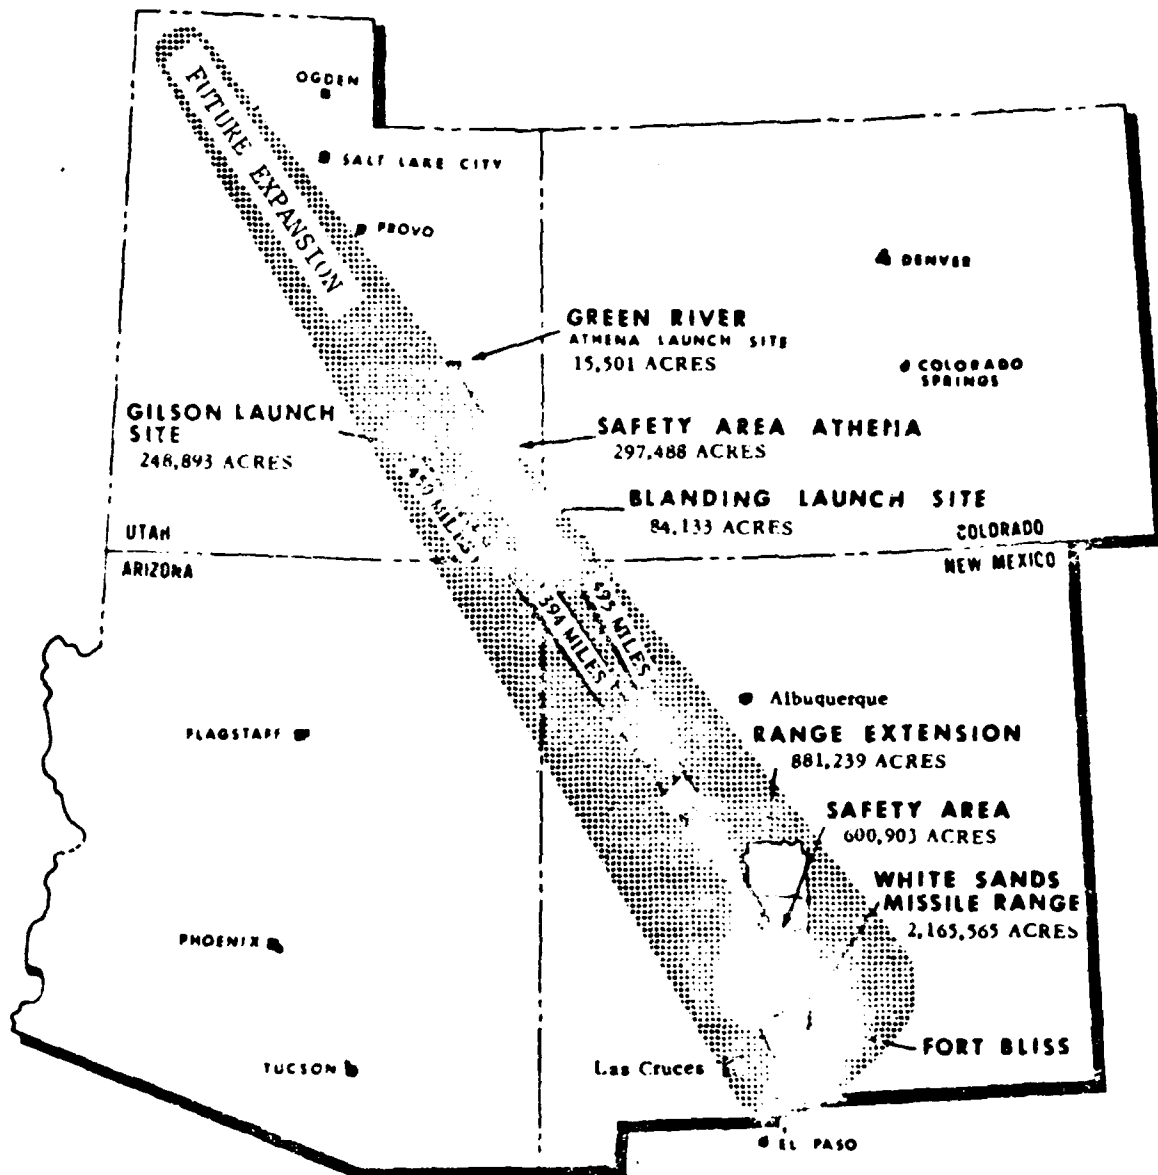 FUTURE EXPANSION
OGDEN
SALT LAKE CITY
PROVO
DENVER
GREEN RIVER
ATHENA LAUNCH SITE
15,501 ACRES
COLORADO
SPRINGS
GILSON LAUNCH
SITE
248,893 ACRES
SAFETY AREA ATHENA
297,488 ACRES
450 MILES
BLANDING LAUNCH SITE
84,133 ACRES
UTAH
COLORADO
ARIZONA
NEW MEXICO
394 MILES
495 MILES
Albuquerque
FLAGSTAFF
RANGE EXTENSION
881,239 ACRES
SAFETY AREA
600,903 ACRES
WHITE SANDS
MISSILE RANGE
2,165,565 ACRES
PHOENIX
FORT BLISS
TUCSON
Las Cruces
EL PASO